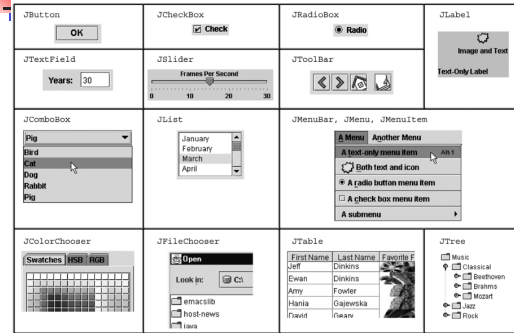 JButton
OK
JCheckBox
Check
JRadioBox
Radio
JLabel
Image and Text
Text-Only Label
JTextField
Years: 30
JSlider
Frames Per Second
0 10 20 30
JToolBar
JComboBox
Pig
Bird
Cat
Dog
Rabbit
Pig
JList
January
February
March
April
JMenuBar, JMenu, JMenuItem
A Menu Another Menu
A text-only menu item Alt-1
Both text and icon
A radio button menu item
A check box menu item
A submenu
JColorChooser
Swatches HSB RGB
JFileChooser
Open
Look in: C:\
emacslib
host-news
java
JTable
First Name Last Name Favorite F
Jeff Dinkins
Ewan Dinkins
Amy Fowler
Hania Gajewska
David Geary
JTree
Music
Classical
Beethoven
Brahms
Mozart
Jazz
Rock